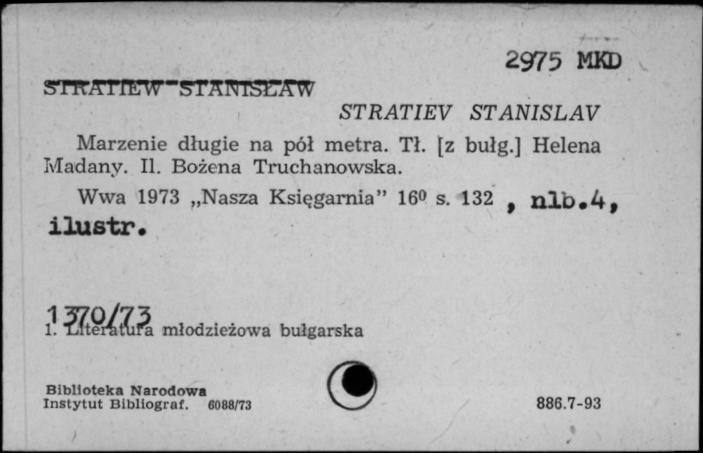 2975 MKD
STRATIEW STANISŁAW
STRATIEV STANISLAV
Marzenie długie na pół metra. Tł. [z bułg.] Helena
Madany. Il. Bożena Truchanowska.
Wwa 1973 „Nasza Księgarnia” 16⁰ s. 132 , nlb.4,
ilustr.
1370/73
1. Literatura młodzieżowa bułgarska
Biblioteka Narodowa
Instytut Bibliograf. 6088/73
886.7-93